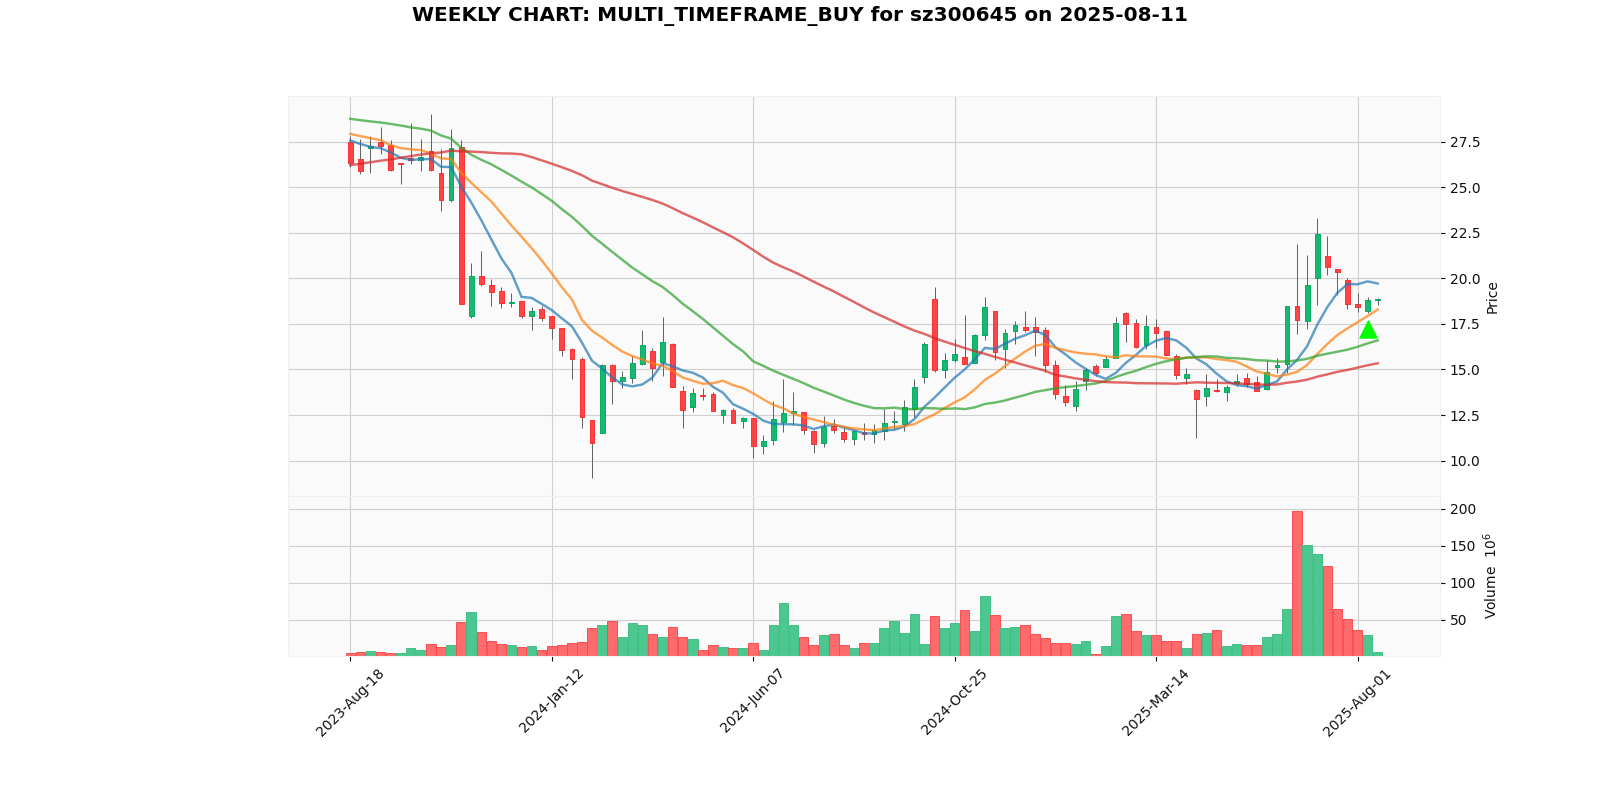 WEEKLY CHART: MULTI_TIMEFRAME_BUY for sz300645 on 2025-08-11
27.5
25.0
22.5
20.0
17.5
15.0
12.5
10.0
Price
200
150
100
50
Volume 10^6
2023-Aug-18
2024-Jan-12
2024-Jun-07
2024-Oct-25
2025-Mar-14
2025-Aug-01